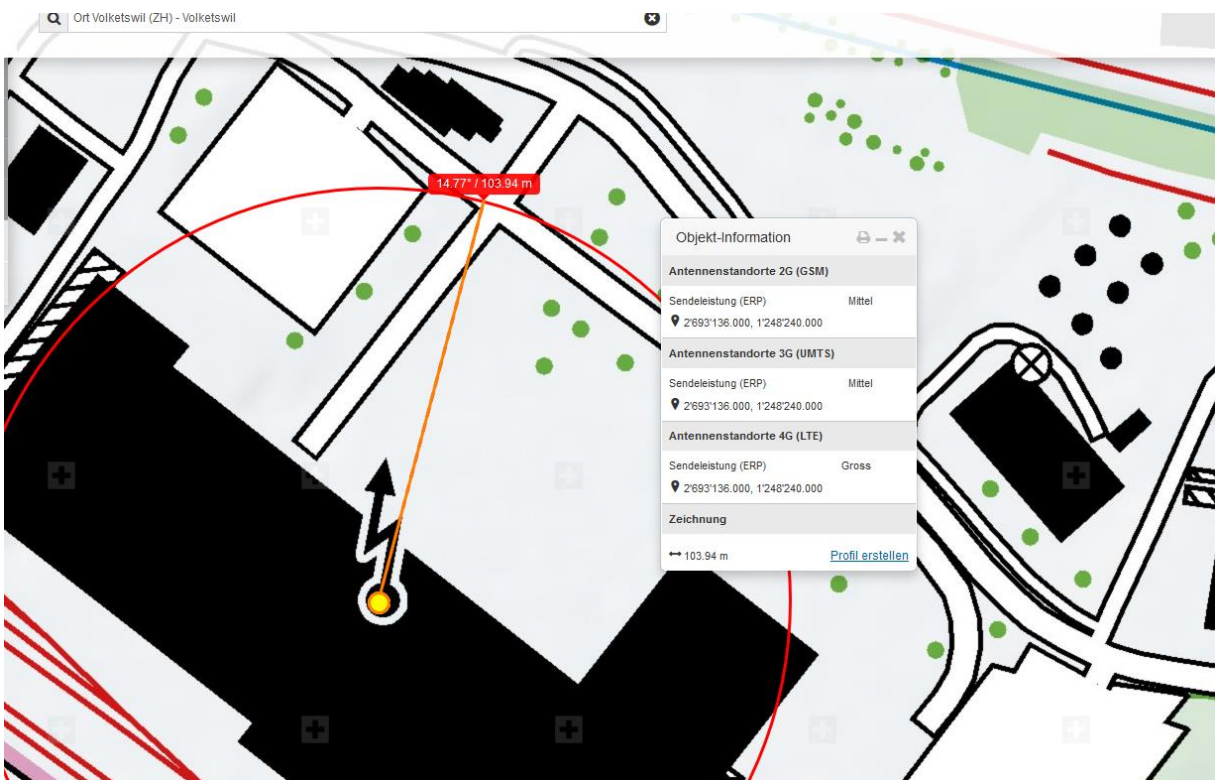 Ort Volketswil (ZH) - Volketswil
14.77° / 103.94 m
Objekt-Information
Antennenstandorte 2G (GSM)
Sendeleistung (ERP) Mittel
2'693'136.000, 1'248'240.000
Antennenstandorte 3G (UMTS)
Sendeleistung (ERP) Mittel
2'693'136.000, 1'248'240.000
Antennenstandorte 4G (LTE)
Sendeleistung (ERP) Gross
2'693'136.000, 1'248'240.000
Zeichnung
103.94 m Profil erstellen